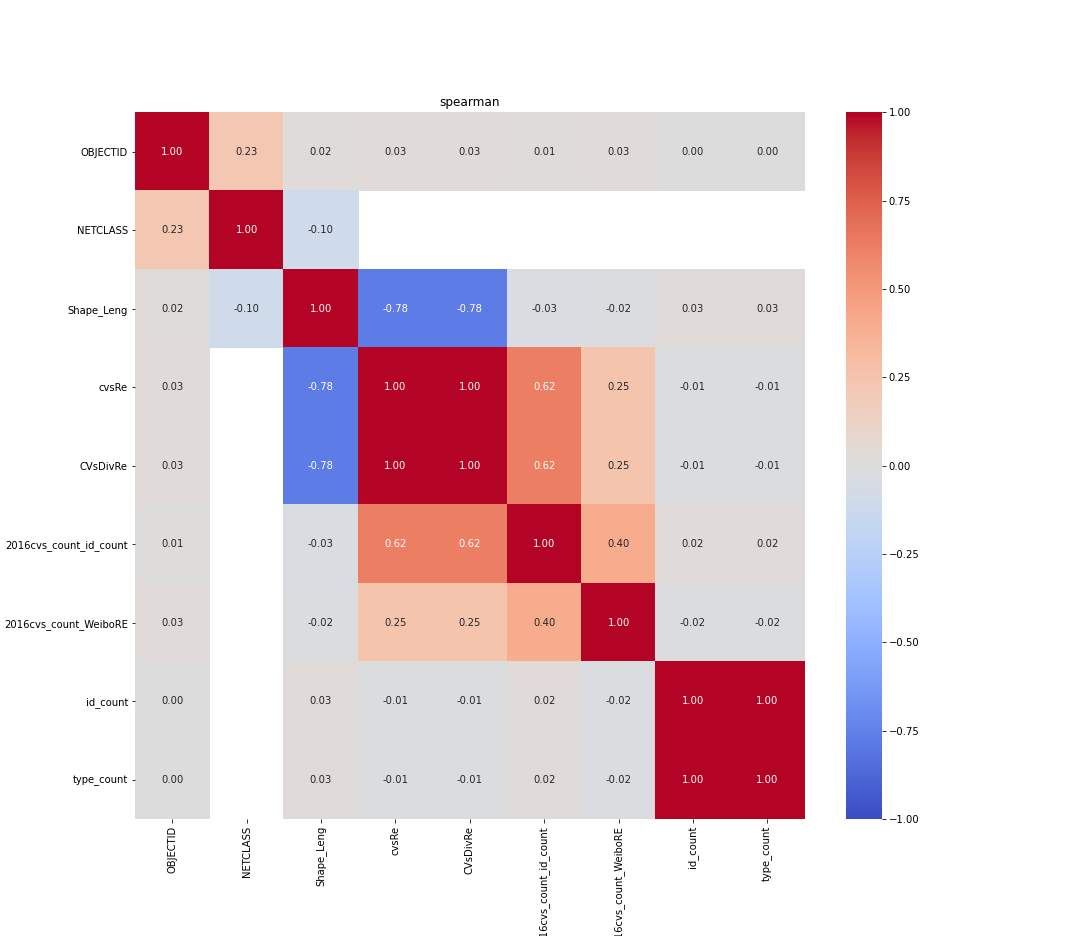 spearman
OBJECTID 1.00 0.23 0.02 0.03 0.03 0.01 0.03 0.00 0.00
NETCLASS 0.23 1.00 -0.10
Shape_Leng 0.02 -0.10 1.00 -0.78 -0.78 -0.03 -0.02 0.03 0.03
cvsRe 0.03 -0.78 1.00 1.00 0.62 0.25 -0.01 -0.01
CVsDivRe 0.03 -0.78 1.00 1.00 0.62 0.25 -0.01 -0.01
2016cvs_count_id_count 0.01 -0.03 0.62 0.62 1.00 0.40 0.02 0.02
2016cvs_count_WeiboRE 0.03 -0.02 0.25 0.25 0.40 1.00 -0.02 -0.02
id_count 0.00 0.03 -0.01 -0.01 0.02 -0.02 1.00 1.00
type_count 0.00 0.03 -0.01 -0.01 0.02 -0.02 1.00 1.00
OBJECTID
NETCLASS
Shape_Leng
cvsRe
CVsDivRe
16cvs_count_id_count
16cvs_count_WeiboRE
id_count
type_count
1.00
0.75
0.50
0.25
0.00
−0.25
−0.50
−0.75
−1.00